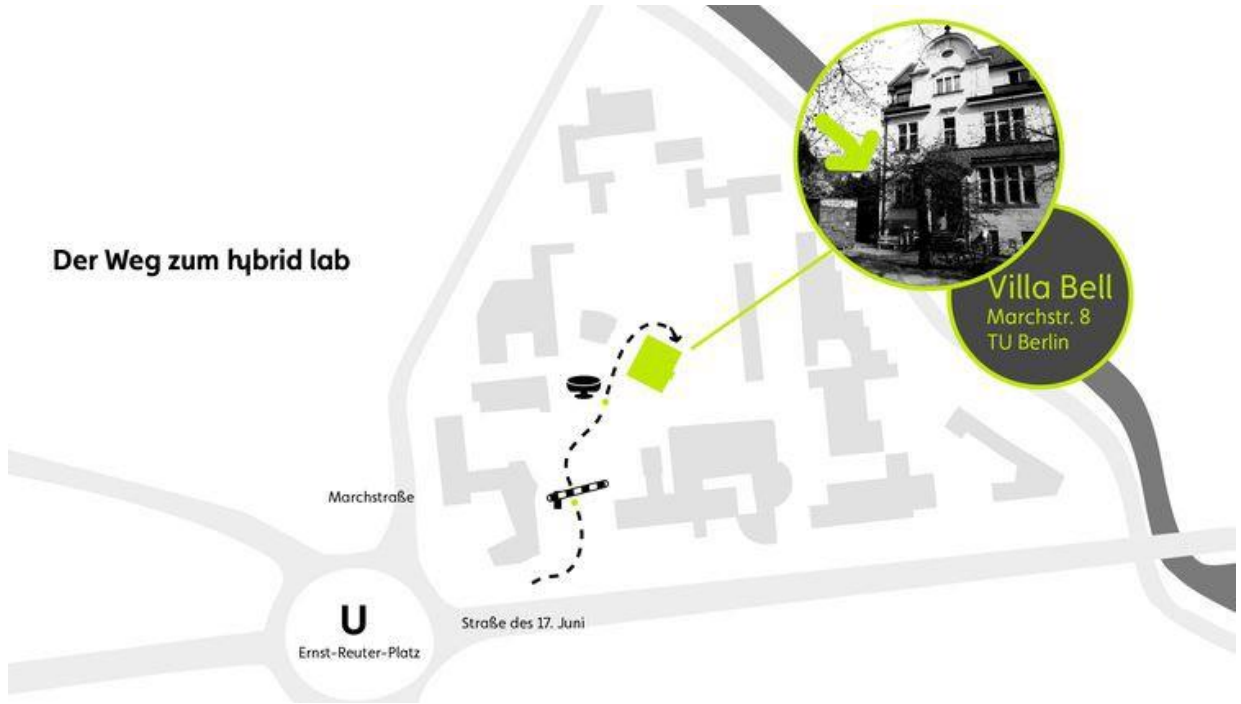 Der Weg zum hybrid lab
Villa Bell
Marchstr. 8
TU Berlin
Marchstraße
U
Ernst-Reuter-Platz
Straße des 17. Juni